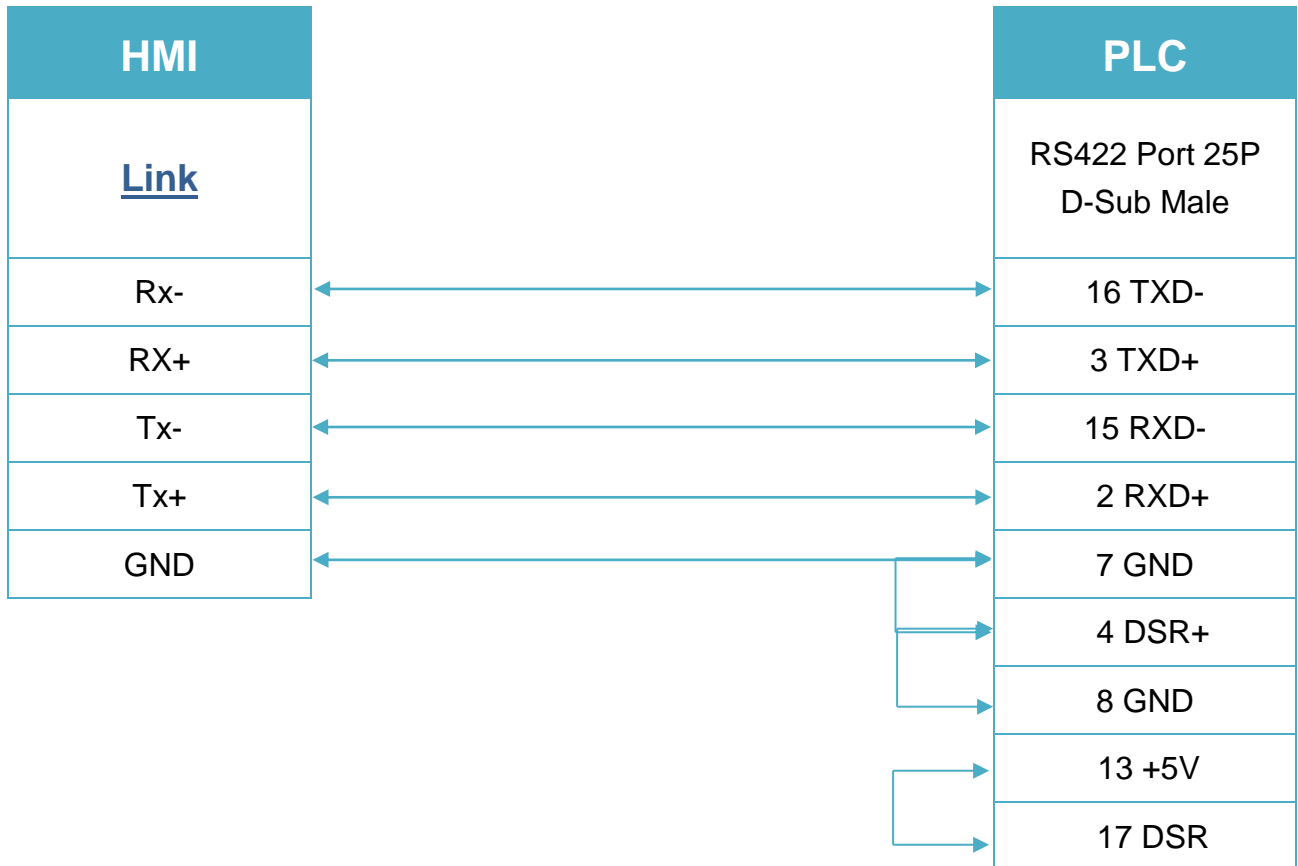 HMI
PLC
Link
RS422 Port 25P
D-Sub Male
Rx-
16 TXD-
RX+
3 TXD+
Tx-
15 RXD-
Tx+
2 RXD+
GND
7 GND
4 DSR+
8 GND
13 +5V
17 DSR